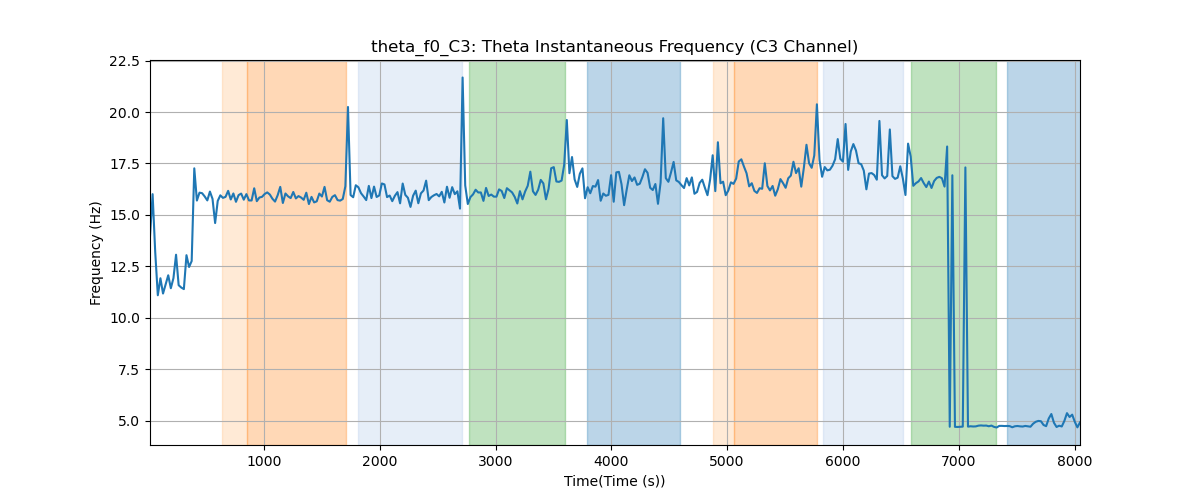 theta_f0_C3: Theta Instantaneous Frequency (C3 Channel)
22.5
20.0
17.5
15.0
12.5
10.0
7.5
5.0
Frequency (Hz)
1000 2000 3000 4000 5000 6000 7000 8000
Time(Time (s))